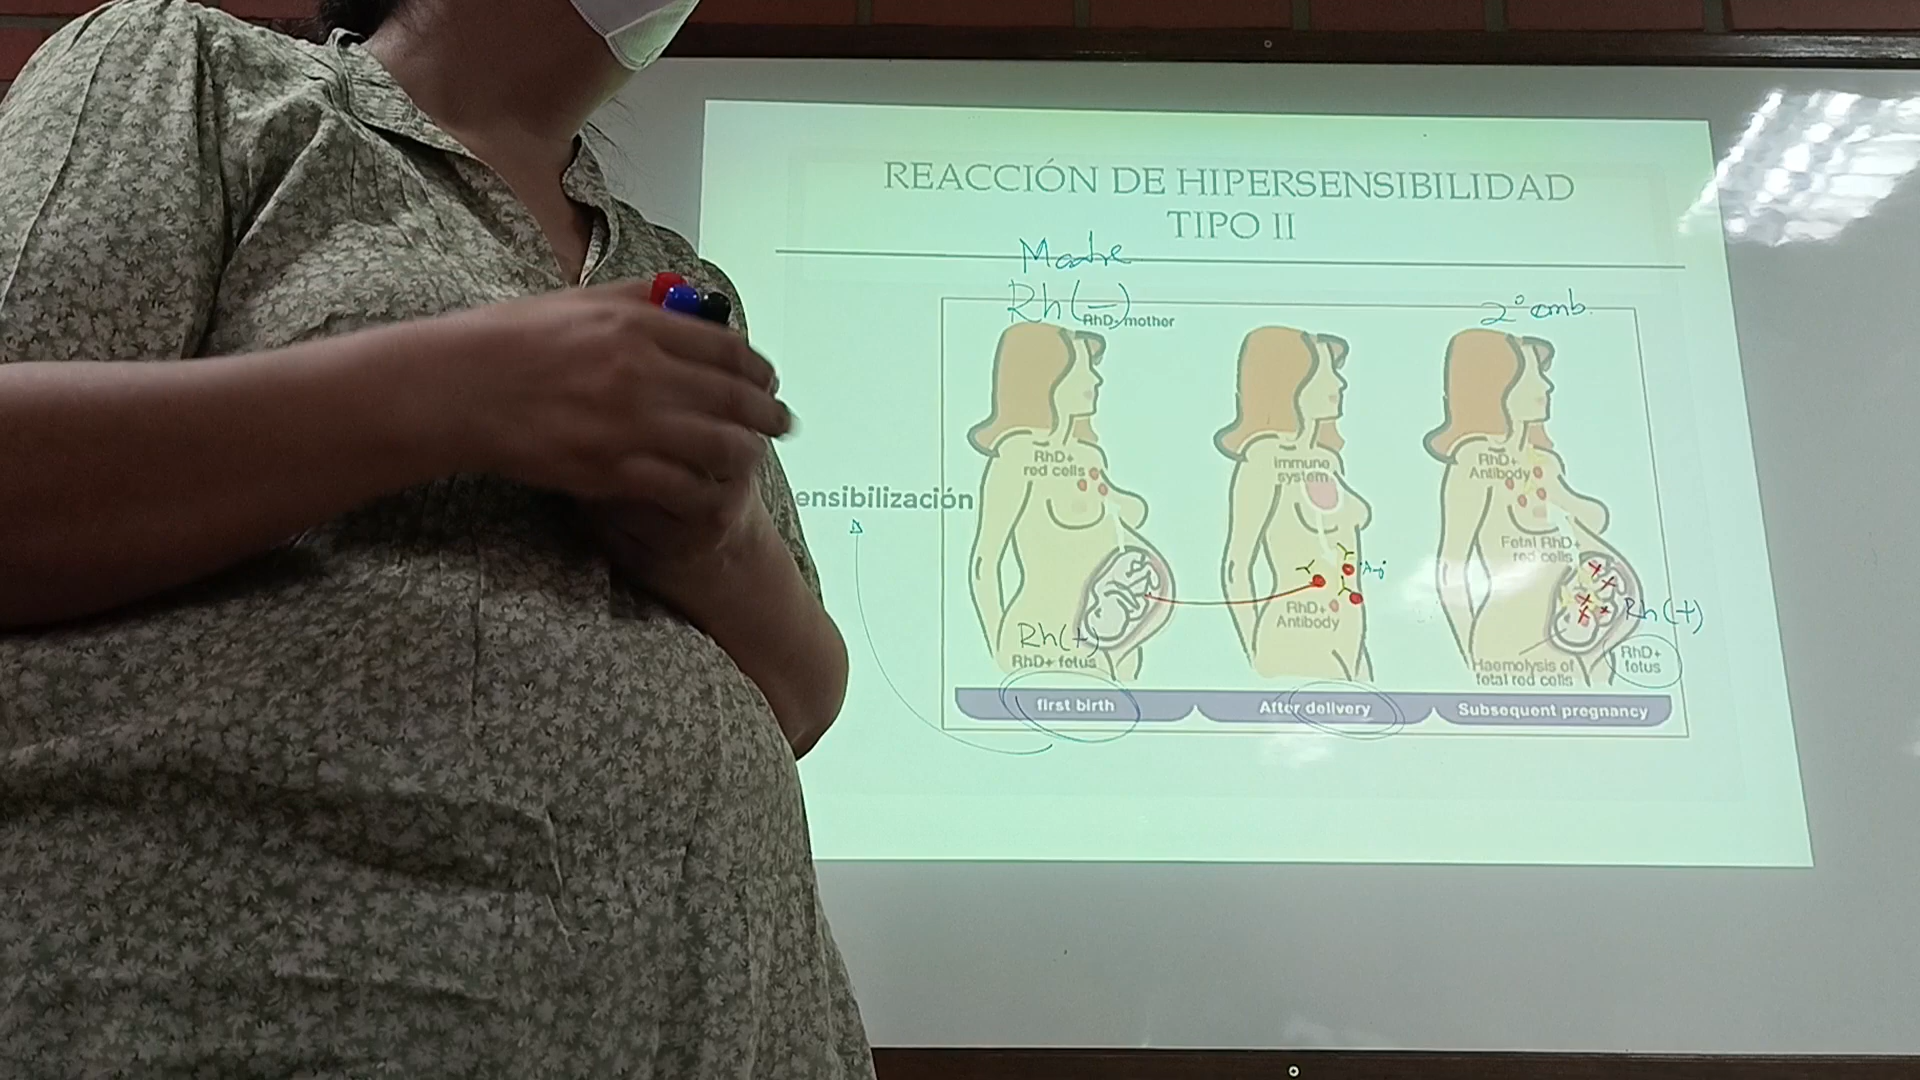 REACCIÓN DE HIPERSENSIBILIDAD
TIPO II
Madre
Rh(-)
RhD- mother
2° emb.
RhD+
red cells
Immune
system
RhD+
Antibody
ensibilización
Fetal RhD+
red cells
"Ag"
RhD+
Antibody
Rh(+)
RhD+ fetus
Rh(+)
RhD+
fetus
Haemolysis of
fetal red cells
first birth
After delivery
Subsequent pregnancy